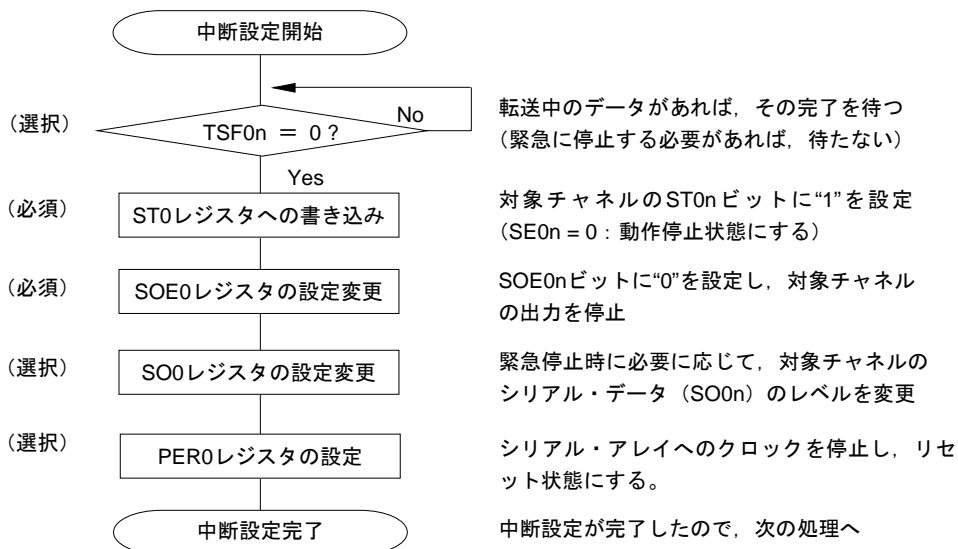 中断設定開始
（選択）
TSF0n ＝ 0？
No
転送中のデータがあれば，その完了を待つ
（緊急に停止する必要があれば，待たない）
Yes
（必須）
ST0レジスタへの書き込み
対象チャネルのST0nビットに“1”を設定
（SE0n = 0：動作停止状態にする）
（必須）
SOE0レジスタの設定変更
SOE0nビットに“0”を設定し，対象チャネル
の出力を停止
（選択）
SO0レジスタの設定変更
緊急停止時に必要に応じて，対象チャネルの
シリアル・データ（SO0n）のレベルを変更
（選択）
PER0レジスタの設定
シリアル・アレイへのクロックを停止し，リセ
ット状態にする。
中断設定完了
中断設定が完了したので，次の処理へ